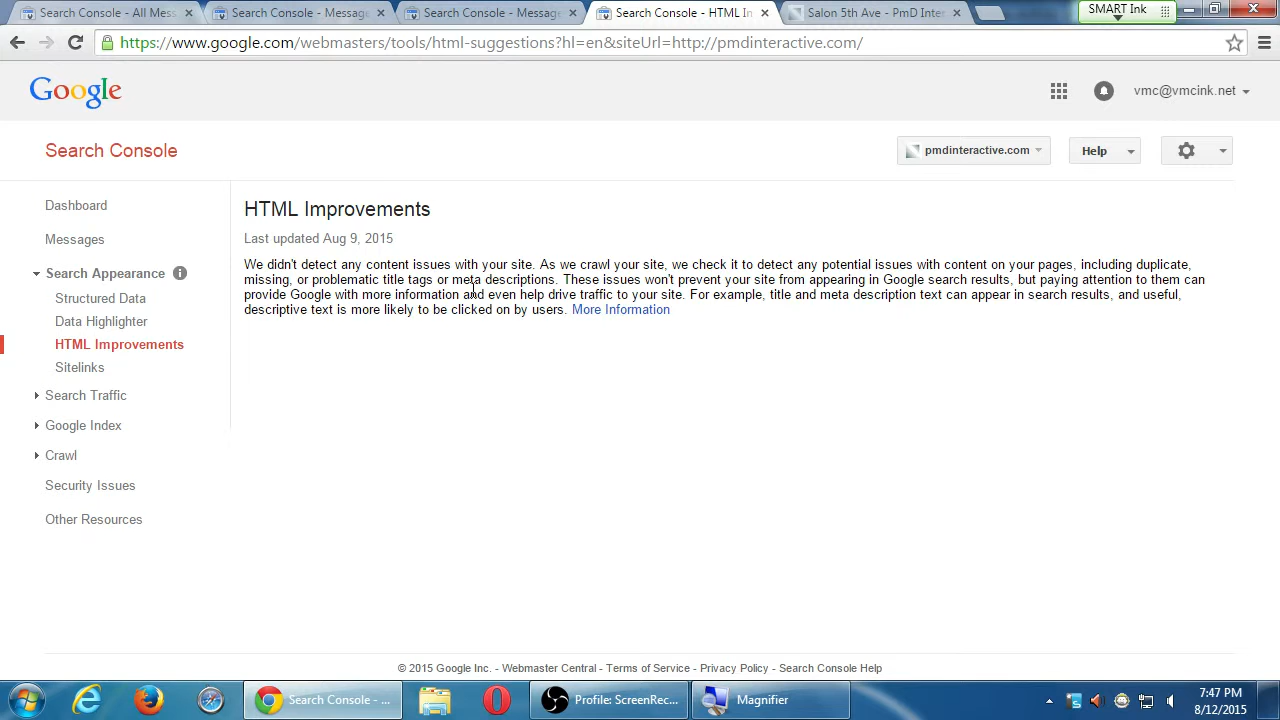 Search Console - All Mess
Search Console - Message
Search Console - Message
Search Console - HTML In
Salon 5th Ave - PmD Inter
SMART Ink
https://www.google.com/webmasters/tools/html-suggestions?hl=en&siteUrl=http://pmdinteractive.com/
Google
vmc@vmcink.net
Search Console
pmdinteractive.com
Help
Dashboard
Messages
Search Appearance i
Structured Data
Data Highlighter
HTML Improvements
Sitelinks
Search Traffic
Google Index
Crawl
Security Issues
Other Resources
HTML Improvements
Last updated Aug 9, 2015
We didn't detect any content issues with your site. As we crawl your site, we check it to detect any potential issues with content on your pages, including duplicate,
missing, or problematic title tags or meta descriptions. These issues won't prevent your site from appearing in Google search results, but paying attention to them can
provide Google with more information and even help drive traffic to your site. For example, title and meta description text can appear in search results, and useful,
descriptive text is more likely to be clicked on by users. More Information
© 2015 Google Inc. - Webmaster Central - Terms of Service - Privacy Policy - Search Console Help
Search Console - ...
Profile: ScreenRec...
Magnifier
7:47 PM
8/12/2015